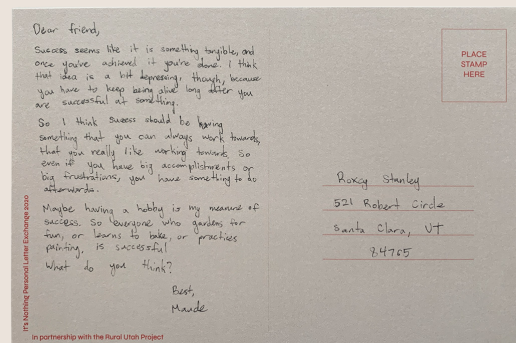 Dear friend,
Success seems like it is something tangible, and
once you've achieved it you're done. I think
that idea is a bit depressing, though, because
you have to keep being alive long after you
are successful at something.
So I think success should be having
something that you can always work towards,
that you really like working towards. So
even if you have big accomplishments or
big frustrations, you have something to do
afterwards.
Maybe having a hobby is my measure of
success. So everyone who gardens for
fun, or learns to bake, or practices
painting, is successful!
What do you think?
Best,
Maude
PLACE
STAMP
HERE
Roxcy Stanley
521 Robert Circle
Santa Clara, UT
84765
It's Nothing Personal Letter Exchange 2020
In partnership with the Rural Utah Project